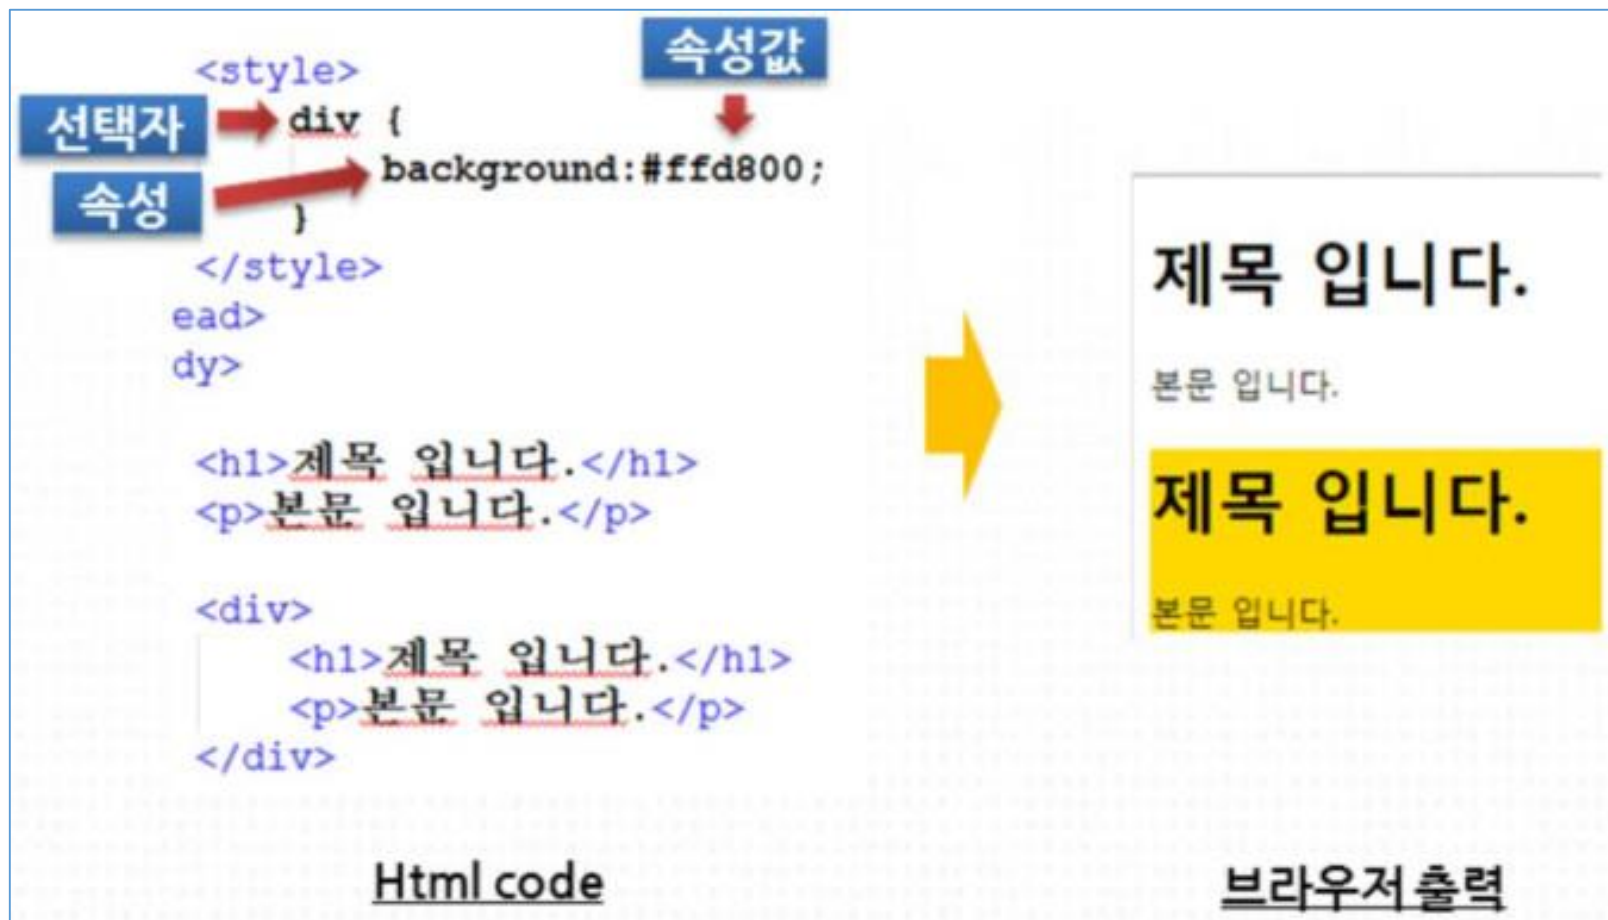 속성값
<style>
선택자
div {
속성
background:#ffd800;
}
</style>
ead>
dy>
<h1>제목 입니다.</h1>
<p>본문 입니다.</p>
<div>
<h1>제목 입니다.</h1>
<p>본문 입니다.</p>
</div>
Html code
제목 입니다.
본문 입니다.
제목 입니다.
본문 입니다.
브라우저 출력